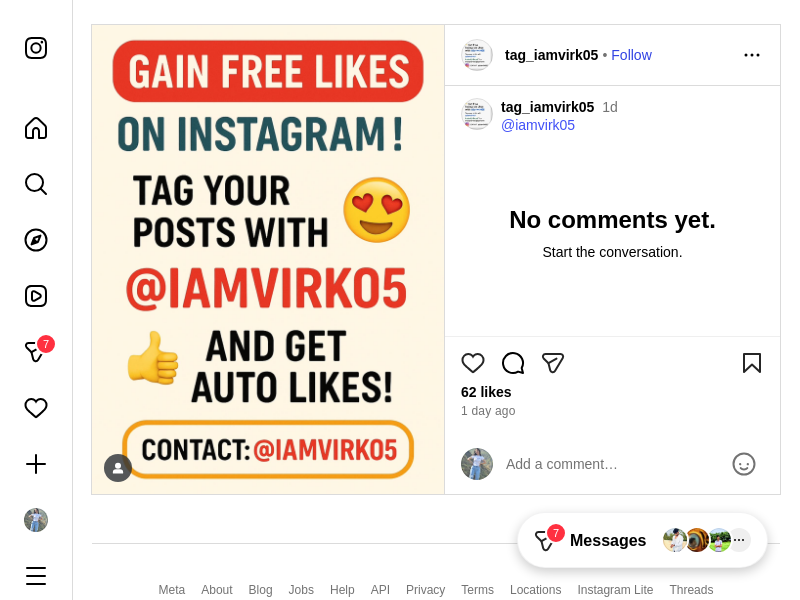 GAIN FREE LIKES
ON INSTAGRAM!
TAG YOUR
POSTS WITH
@IAMVIRK05
AND GET
AUTO LIKES!
CONTACT: @IAMVIRK05
tag_iamvirk05 • Follow
tag_iamvirk05 1d
@iamvirk05
No comments yet.
Start the conversation.
62 likes
1 day ago
Add a comment…
7
7
Messages
Meta About Blog Jobs Help API Privacy Terms Locations Instagram Lite Threads